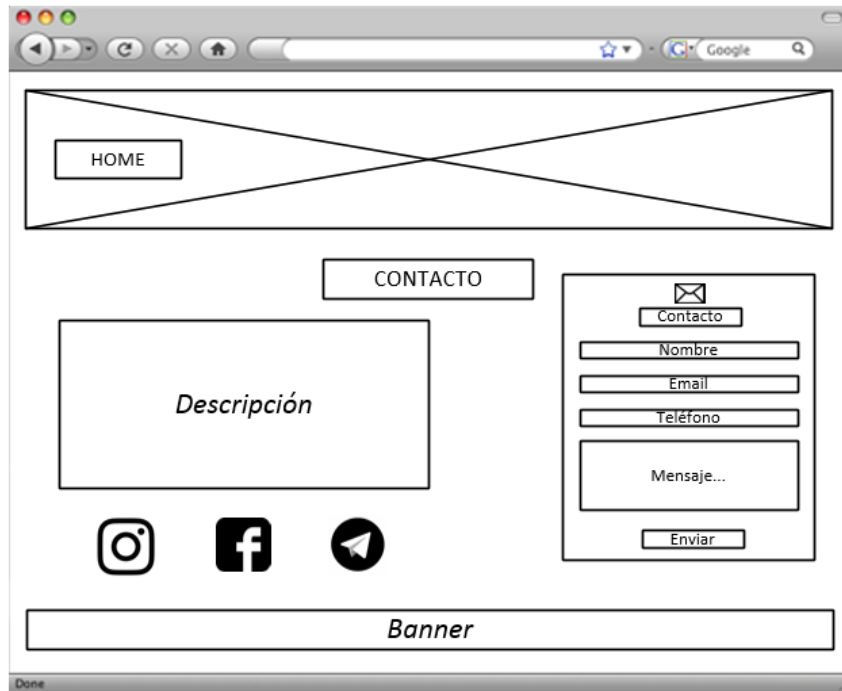 Google
HOME
CONTACTO
Contacto
Nombre
Email
Teléfono
Mensaje...
Enviar
Descripción
Banner
Done